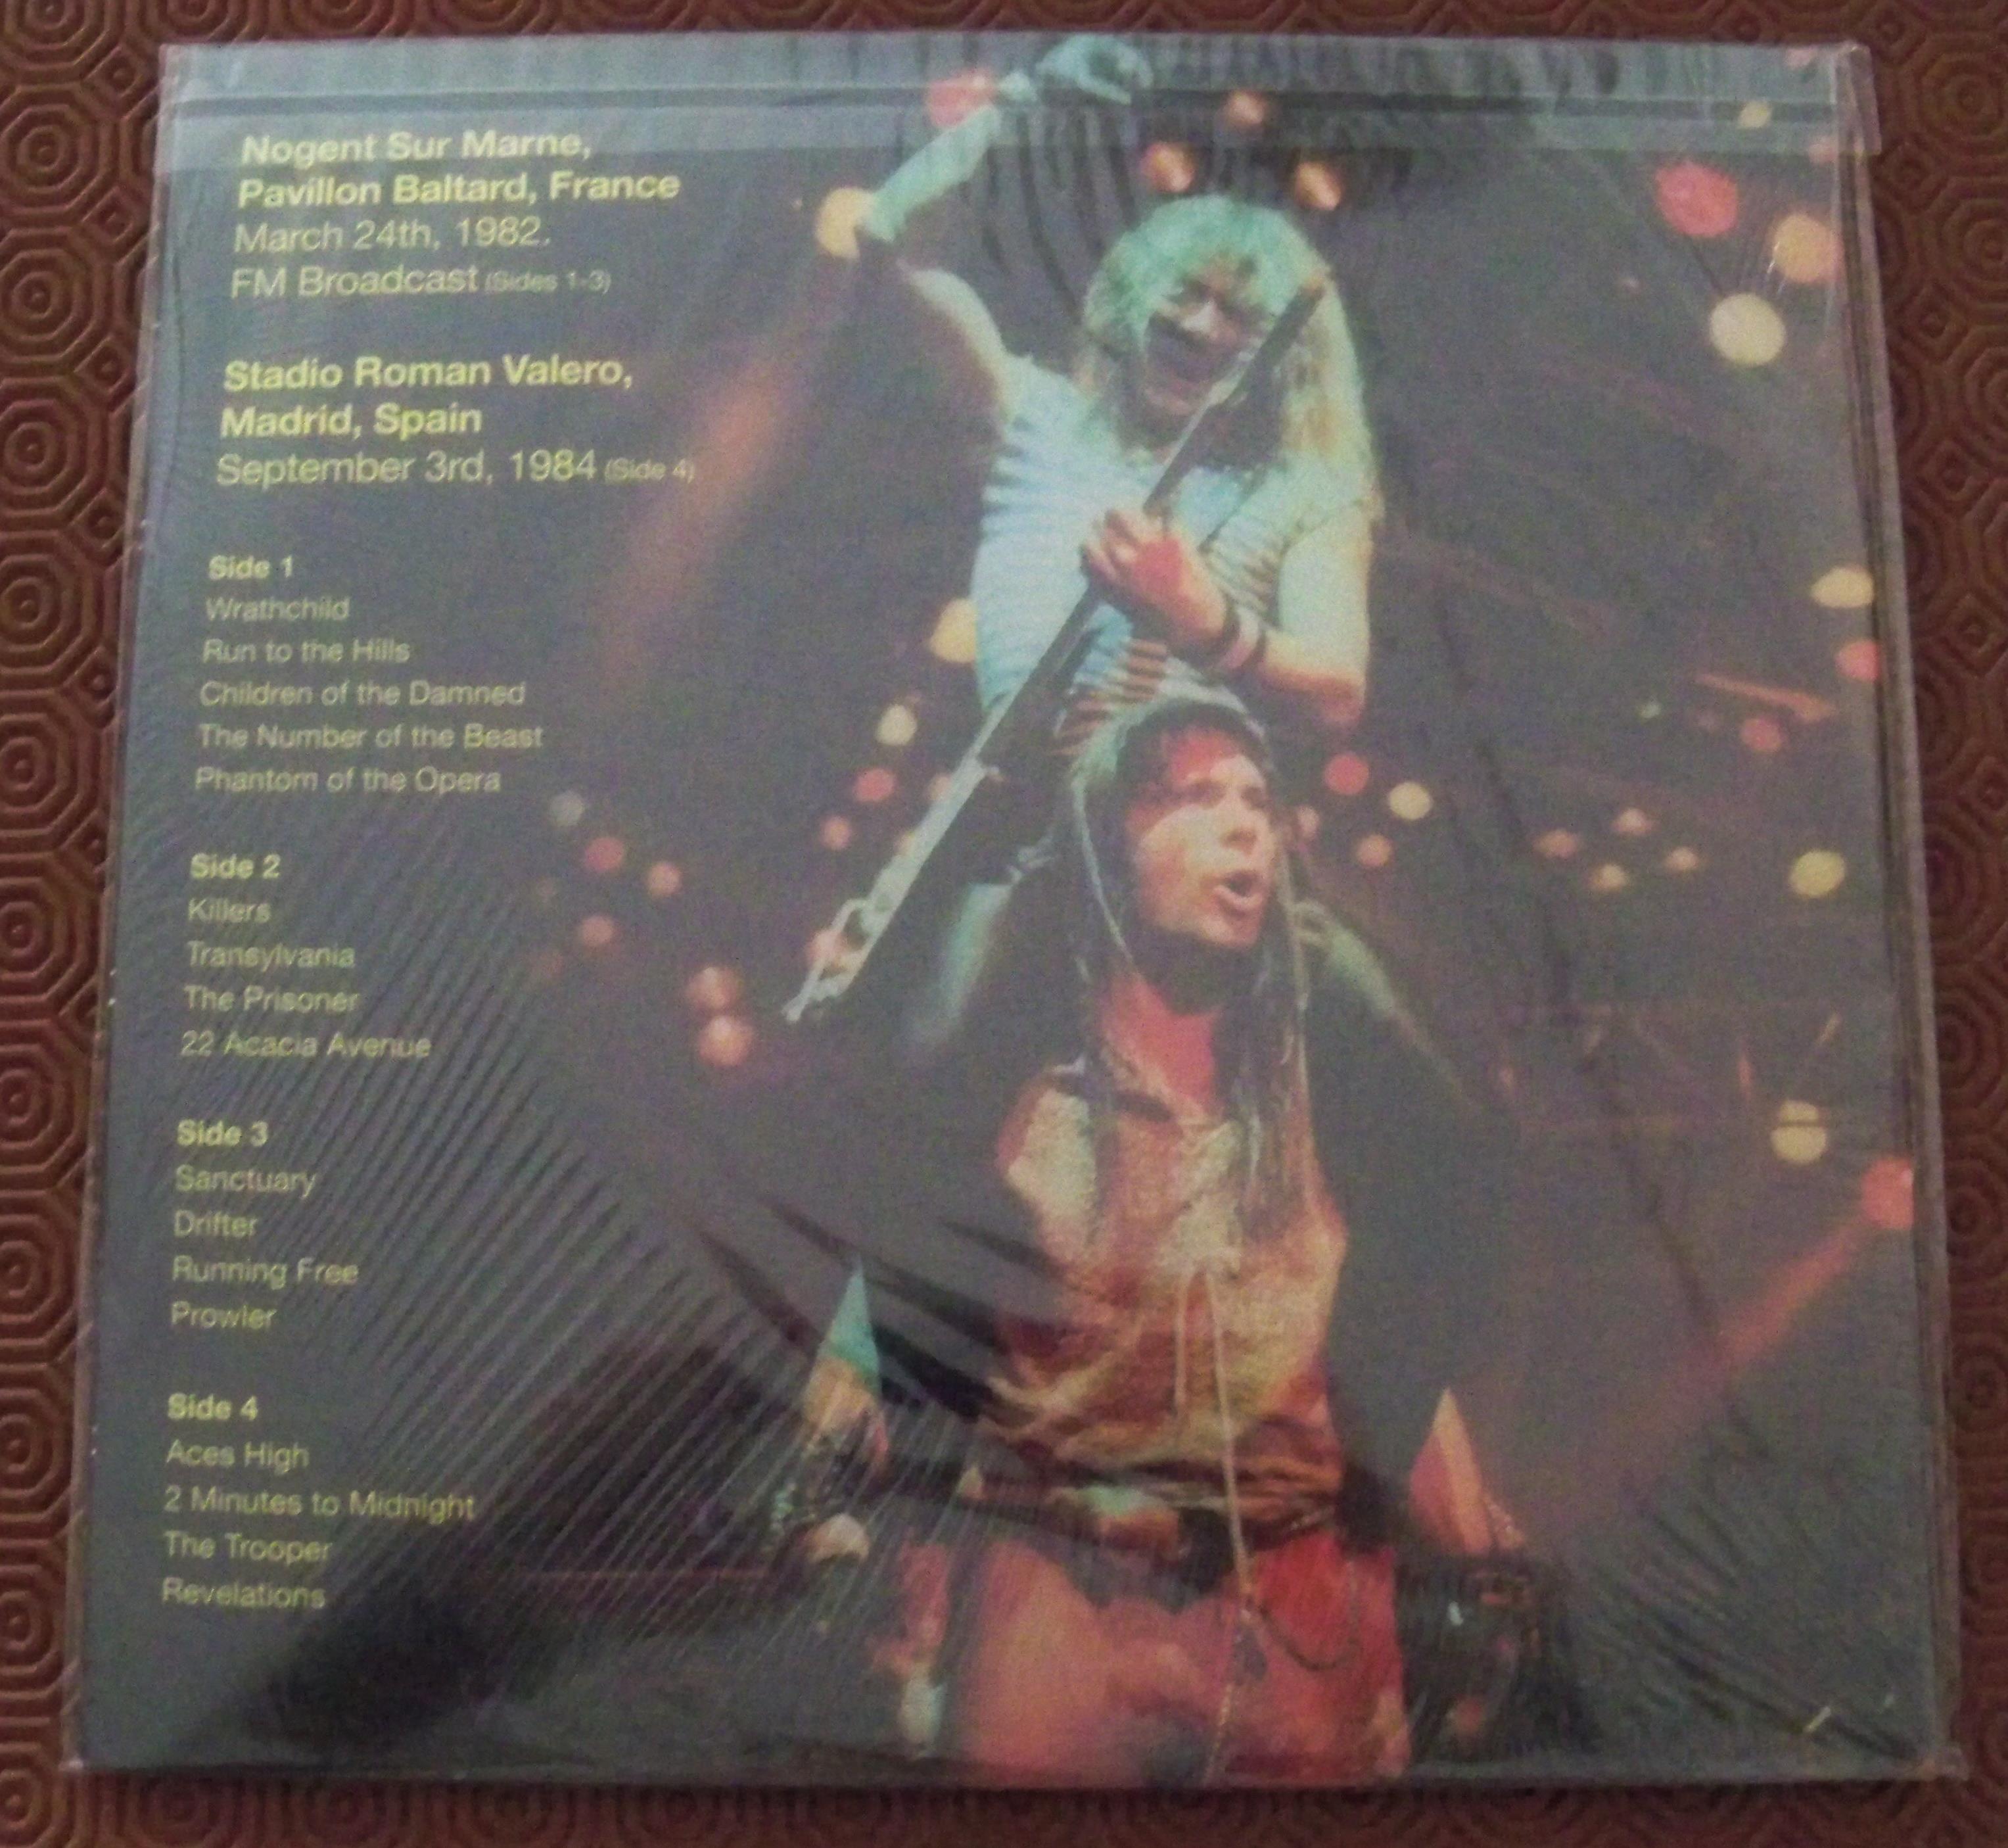 Nogent Sur Marne,
Pavillon Baltard, France
March 24th, 1982.
FM Broadcast (Sides 1-3)
Stadio Roman Valero,
Madrid, Spain
September 3rd, 1984 (Side 4)
Side 1
Wrathchild
Run to the Hills
Children of the Damned
The Number of the Beast
Phantom of the Opera
Side 2
Killers
Transylvania
The Prisoner
22 Acacia Avenue
Side 3
Sanctuary
Drifter
Running Free
Prowler
Side 4
Aces High
2 Minutes to Midnight
The Trooper
Revelations